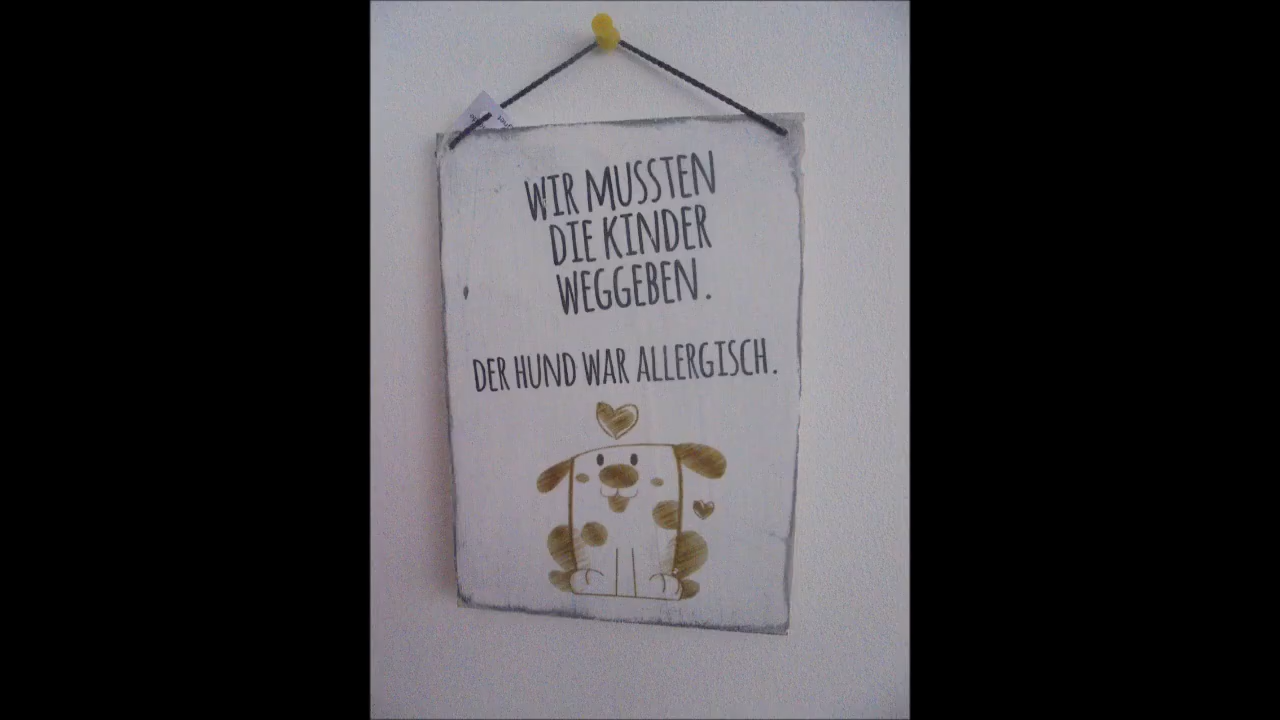 WIR MUSSTEN
DIE KINDER
WEGGEBEN.
DER HUND WAR ALLERGISCH.